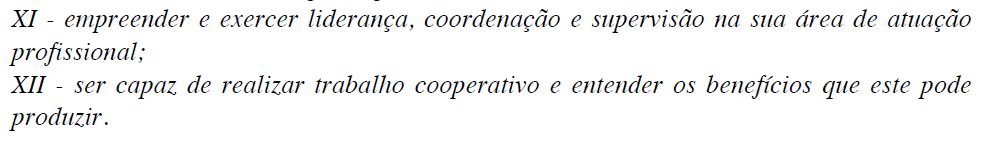 XI - empreender e exercer liderança, coordenação e supervisão na sua área de atuação
profissional;
XII - ser capaz de realizar trabalho cooperativo e entender os benefícios que este pode
produzir.